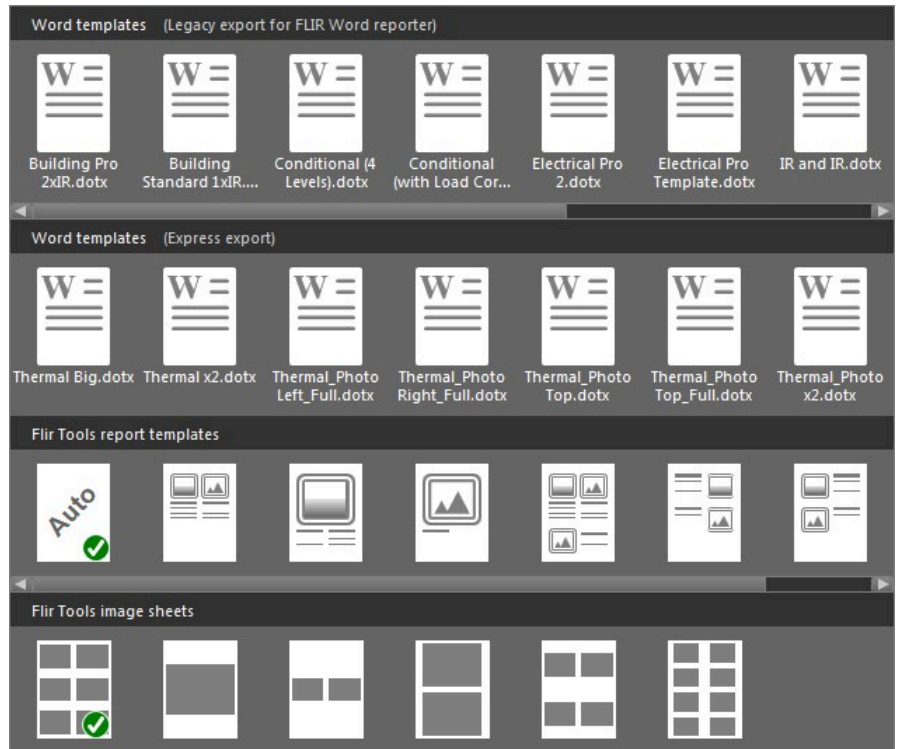 Word templates (Legacy export for FLIR Word reporter)
W W W W W W W
Building Pro Building Conditional (4 Conditional Electrical Pro Electrical Pro IR and IR.dotx
2xIR.dotx Standard 1xIR.... Levels).dotx (with Load Cor... 2.dotx Template.dotx
Word templates (Express export)
W W W W W W W
Thermal Big.dotx Thermal x2.dotx Thermal_Photo Thermal_Photo Thermal_Photo Thermal_Photo Thermal_Photo
Left_Full.dotx Right_Full.dotx Top.dotx Top_Full.dotx x2.dotx
Flir Tools report templates
Auto
Flir Tools image sheets